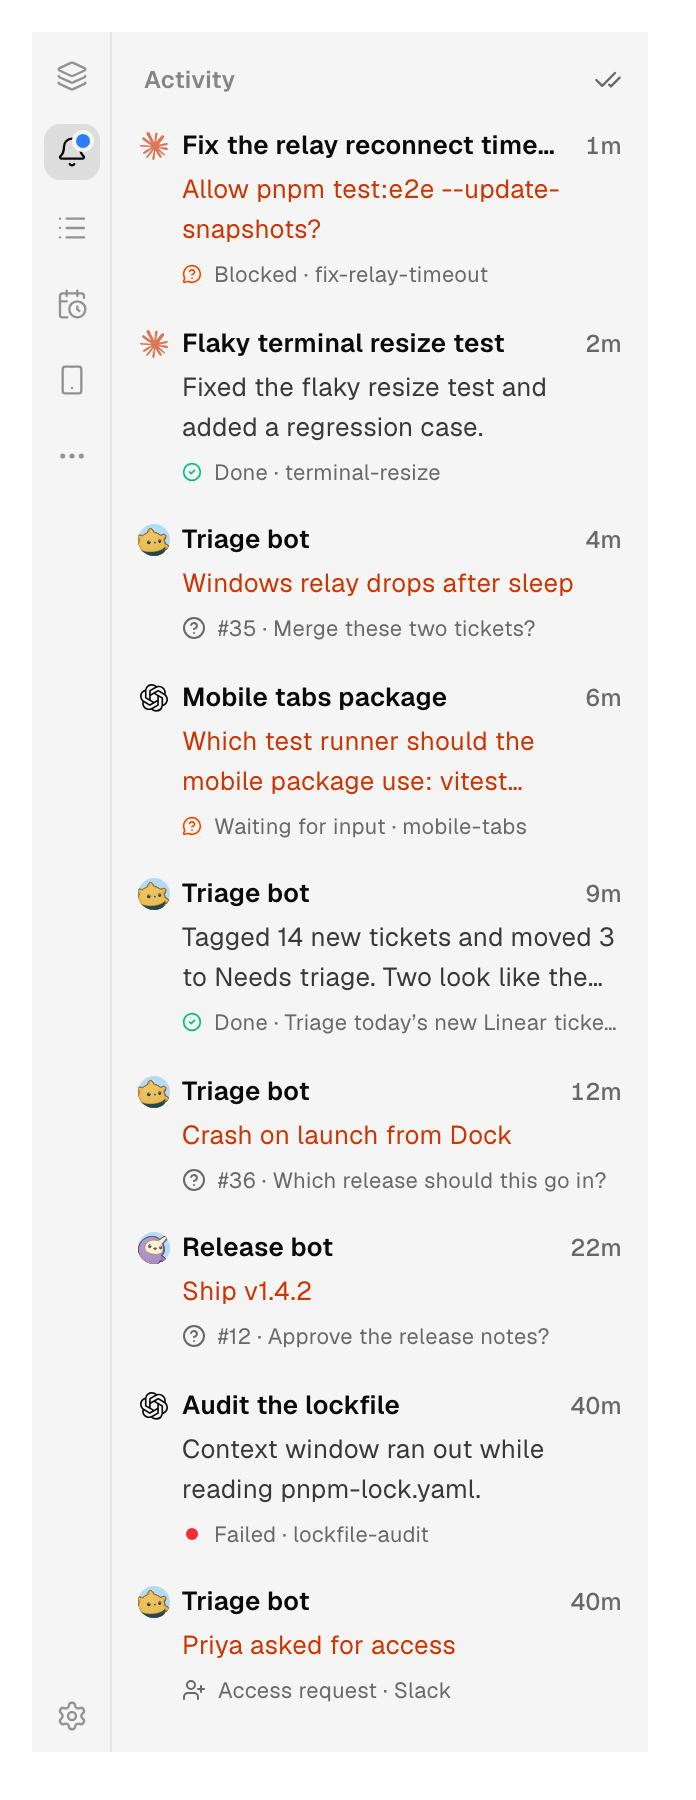 Activity
Fix the relay reconnect time... 1m
Allow pnpm test:e2e --update-
snapshots?
Blocked · fix-relay-timeout
Flaky terminal resize test 2m
Fixed the flaky resize test and
added a regression case.
Done · terminal-resize
Triage bot 4m
Windows relay drops after sleep
#35 · Merge these two tickets?
Mobile tabs package 6m
Which test runner should the
mobile package use: vitest...
Waiting for input · mobile-tabs
Triage bot 9m
Tagged 14 new tickets and moved 3
to Needs triage. Two look like the...
Done · Triage today’s new Linear ticke...
Triage bot 12m
Crash on launch from Dock
#36 · Which release should this go in?
Release bot 22m
Ship v1.4.2
#12 · Approve the release notes?
Audit the lockfile 40m
Context window ran out while
reading pnpm-lock.yaml.
Failed · lockfile-audit
Triage bot 40m
Priya asked for access
Access request · Slack